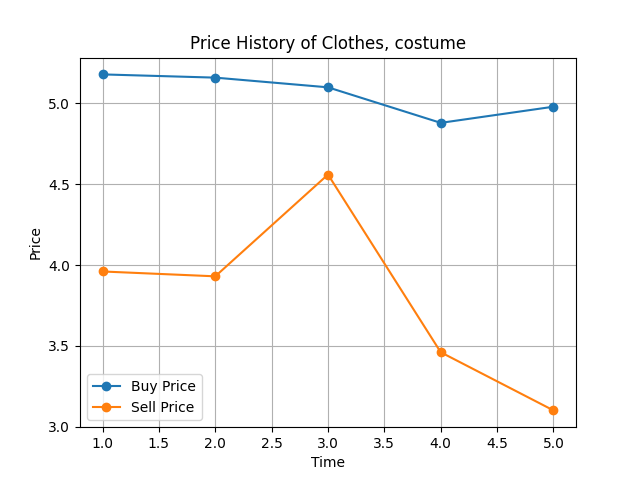 Price History of Clothes, costume
Price
5.0
4.5
4.0
3.5
3.0
Buy Price
Sell Price
1.0 1.5 2.0 2.5 3.0 3.5 4.0 4.5 5.0
Time